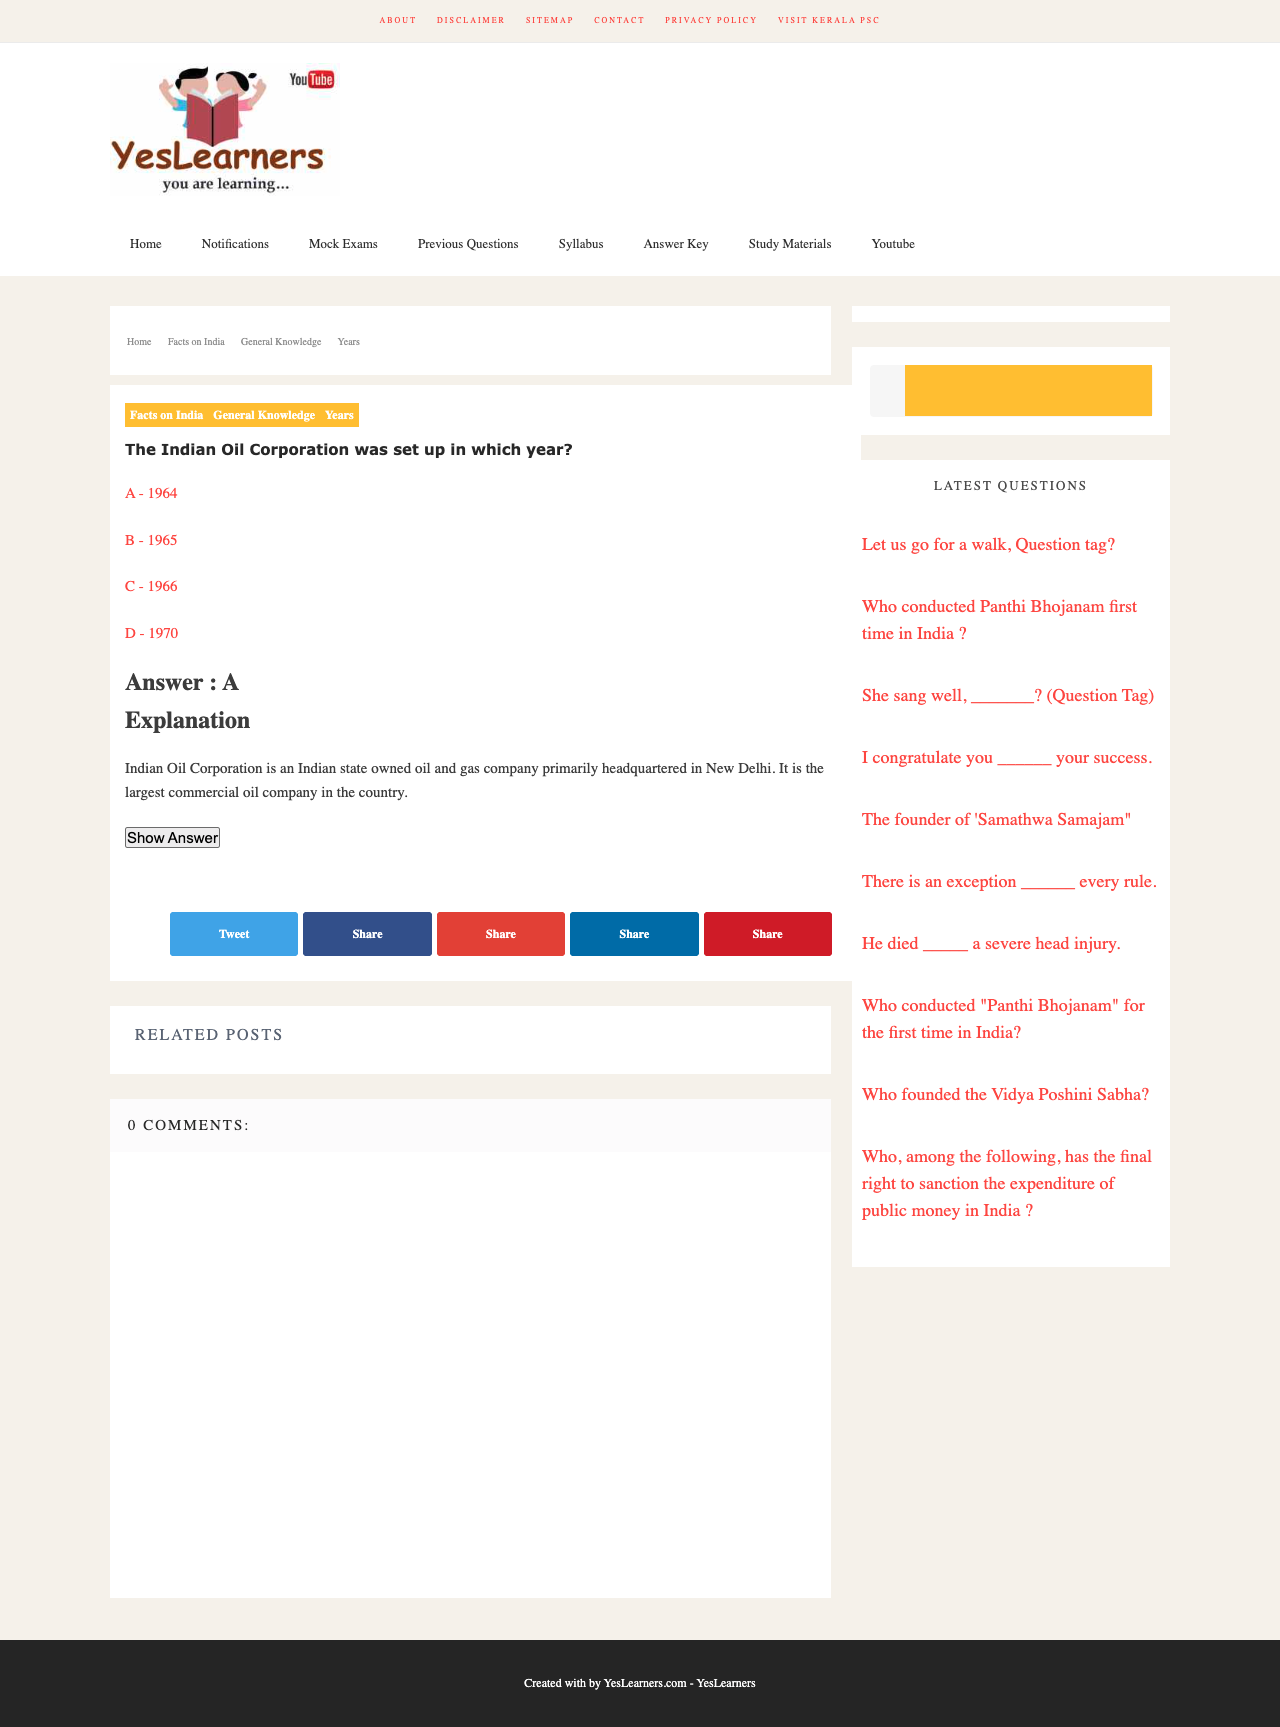 ABOUT DISCLAIMER SITEMAP CONTACT PRIVACY POLICY VISIT KERALA PSC
YouTube
YesLearners
you are learning...
Home Notifications Mock Exams Previous Questions Syllabus Answer Key Study Materials Youtube
Home Facts on India General Knowledge Years
Facts on India General Knowledge Years
The Indian Oil Corporation was set up in which year?
A - 1964
B - 1965
C - 1966
D - 1970
Answer : A
Explanation
Indian Oil Corporation is an Indian state owned oil and gas company primarily headquartered in New Delhi. It is the
largest commercial oil company in the country.
Show Answer
Tweet Share Share Share Share
RELATED POSTS
0 COMMENTS:
LATEST QUESTIONS
Let us go for a walk, Question tag?
Who conducted Panthi Bhojanam first
time in India ?
She sang well, _______? (Question Tag)
I congratulate you ______ your success.
The founder of 'Samathwa Samajam"
There is an exception ______ every rule.
He died _____ a severe head injury.
Who conducted "Panthi Bhojanam" for
the first time in India?
Who founded the Vidya Poshini Sabha?
Who, among the following, has the final
right to sanction the expenditure of
public money in India ?
Created with by YesLearners.com - YesLearners